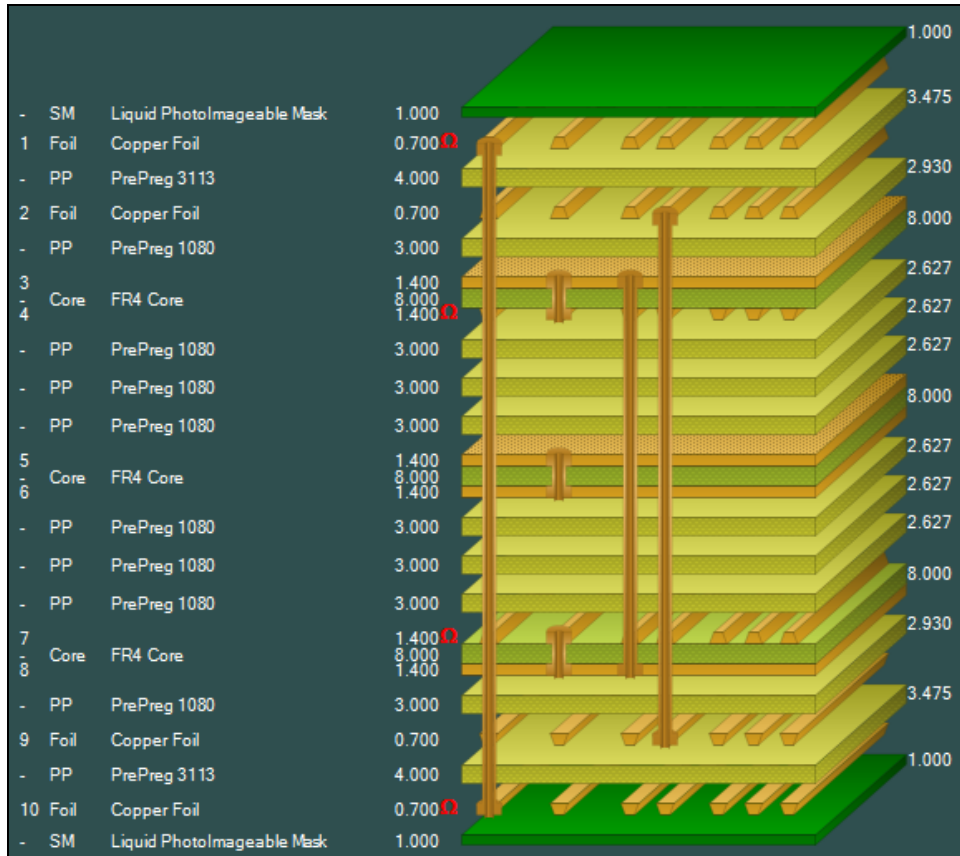 1.000
- SM Liquid PhotoImageable Mask 1.000
3.475
1 Foil Copper Foil 0.700 Ω
- PP PrePreg 3113 4.000
2.930
2 Foil Copper Foil 0.700
8.000
- PP PrePreg 1080 3.000
2.627
3 1.400
- Core FR4 Core 8.000
4 1.400 Ω
2.627
- PP PrePreg 1080 3.000
2.627
- PP PrePreg 1080 3.000
8.000
- PP PrePreg 1080 3.000
2.627
5 1.400
- Core FR4 Core 8.000
6 1.400
2.627
- PP PrePreg 1080 3.000
2.627
- PP PrePreg 1080 3.000
8.000
- PP PrePreg 1080 3.000
2.930
7 1.400 Ω
- Core FR4 Core 8.000
8 1.400
3.475
- PP PrePreg 1080 3.000
9 Foil Copper Foil 0.700
1.000
- PP PrePreg 3113 4.000
10 Foil Copper Foil 0.700 Ω
- SM Liquid PhotoImageable Mask 1.000